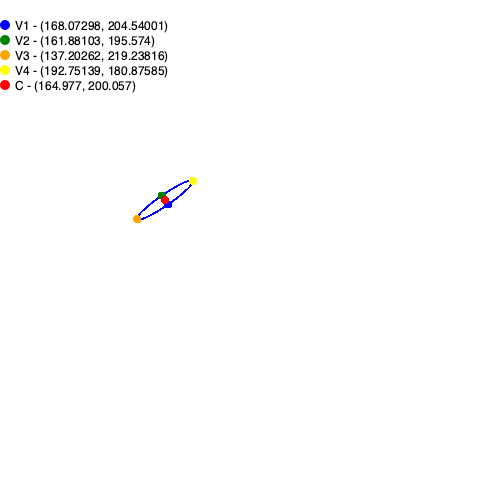 V1 - (168.07298, 204.54001)
V2 - (161.88103, 195.574)
V3 - (137.20262, 219.23816)
V4 - (192.75139, 180.87585)
C - (164.977, 200.057)